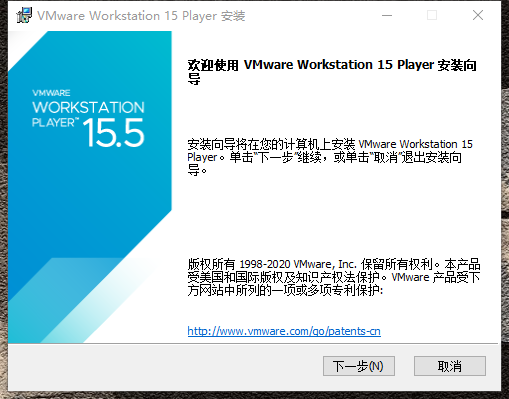 VMware Workstation 15 Player 安装
VMWARE
WORKSTATION
PLAYER™ 15.5
欢迎使用 VMware Workstation 15 Player 安装向
导
安装向导将在您的计算机上安装 VMware Workstation 15
Player。单击“下一步”继续，或单击“取消”退出安装向
导。
版权所有 1998-2020 VMware, Inc. 保留所有权利。本产品
受美国和国际版权及知识产权法保护。VMware 产品受下
方网站中所列的一项或多项专利保护:
http://www.vmware.com/go/patents-cn
下一步(N)
取消